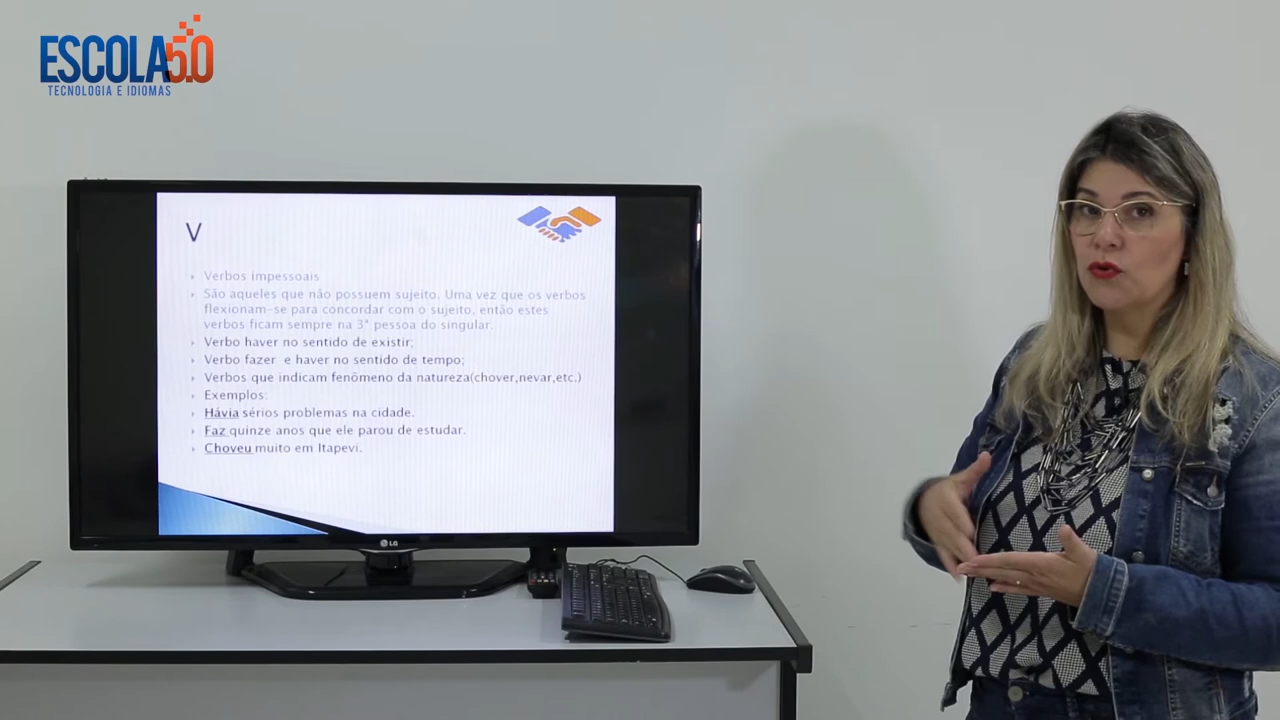 ESCOLA5.0
TECNOLOGIA E IDIOMAS
V
Verbos impessoais
São aqueles que não possuem sujeito. Uma vez que os verbos
flexionam-se para concordar com o sujeito, então estes
verbos ficam sempre na 3ª pessoa do singular.
Verbo haver no sentido de existir;
Verbo fazer e haver no sentido de tempo;
Verbos que indicam fenômeno da natureza(chover,nevar,etc.)
Exemplos:
Hávia sérios problemas na cidade.
Faz quinze anos que ele parou de estudar.
Choveu muito em Itapevi.
LG